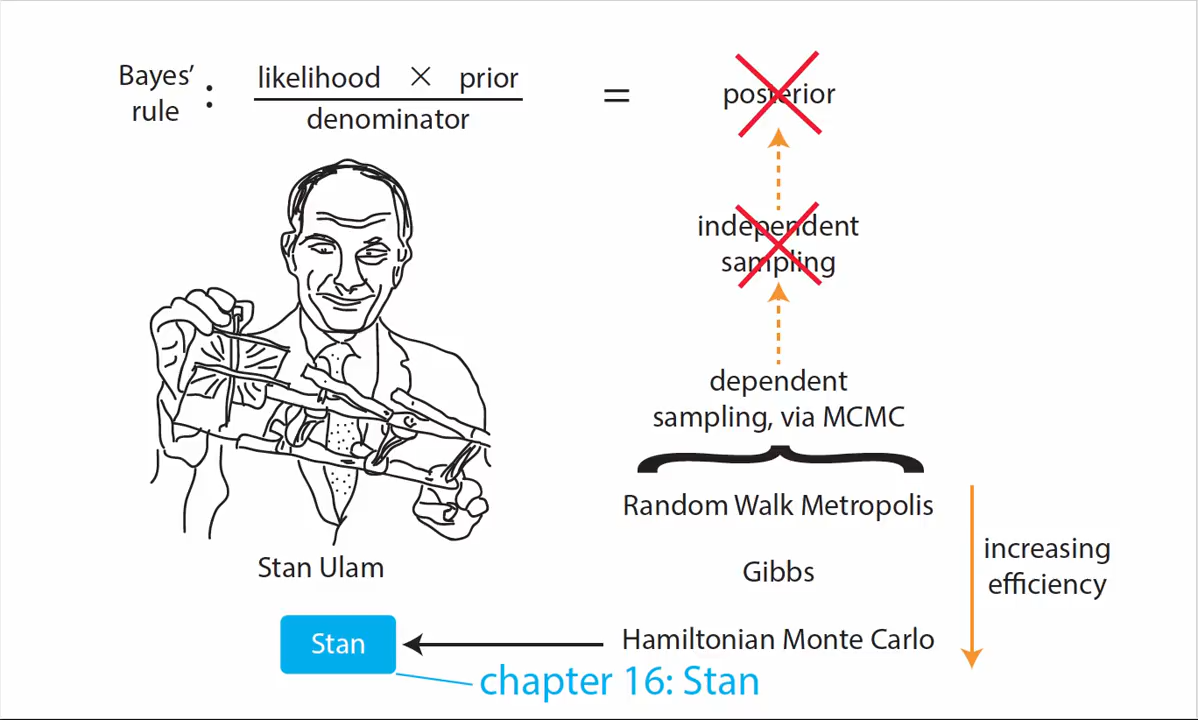 Bayes’ rule :
likelihood × prior
denominator
=
posterior
independent
sampling
dependent
sampling, via MCMC
Random Walk Metropolis
increasing
efficiency
Stan Ulam
Gibbs
Stan
Hamiltonian Monte Carlo
chapter 16: Stan